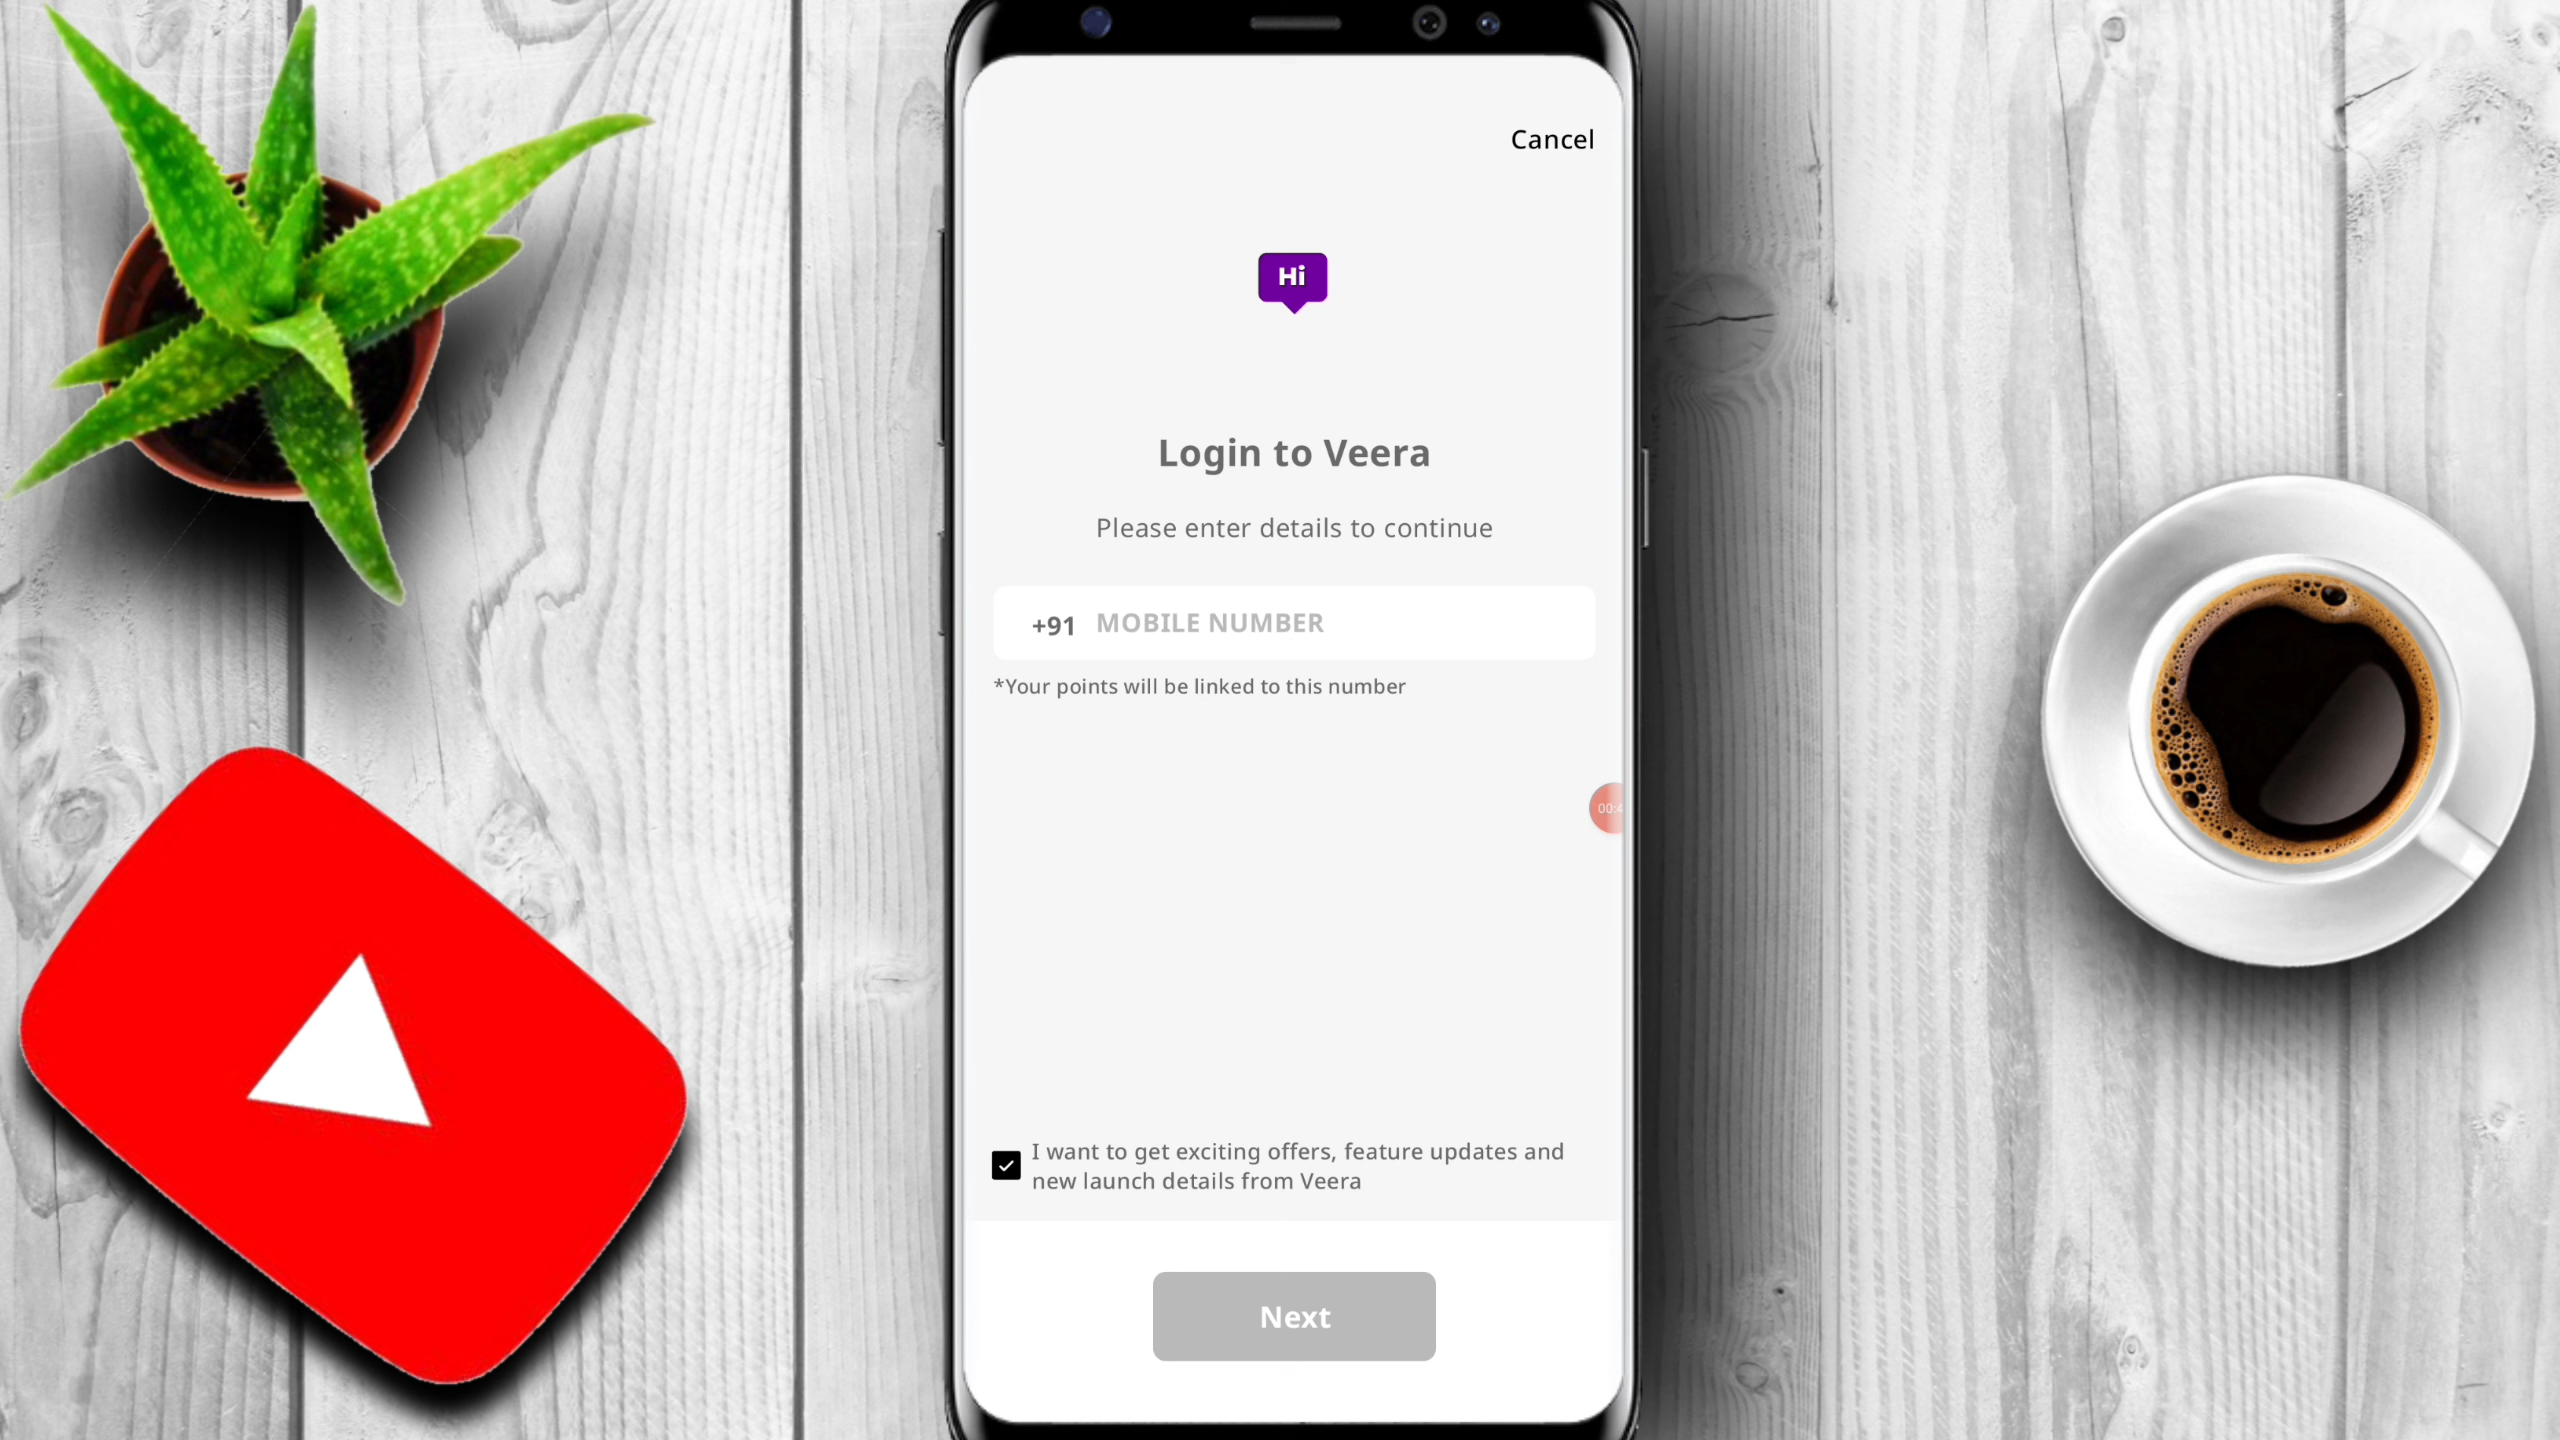 Cancel
Hi
Login to Veera
Please enter details to continue
+91 MOBILE NUMBER
*Your points will be linked to this number
I want to get exciting offers, feature updates and
new launch details from Veera
Next